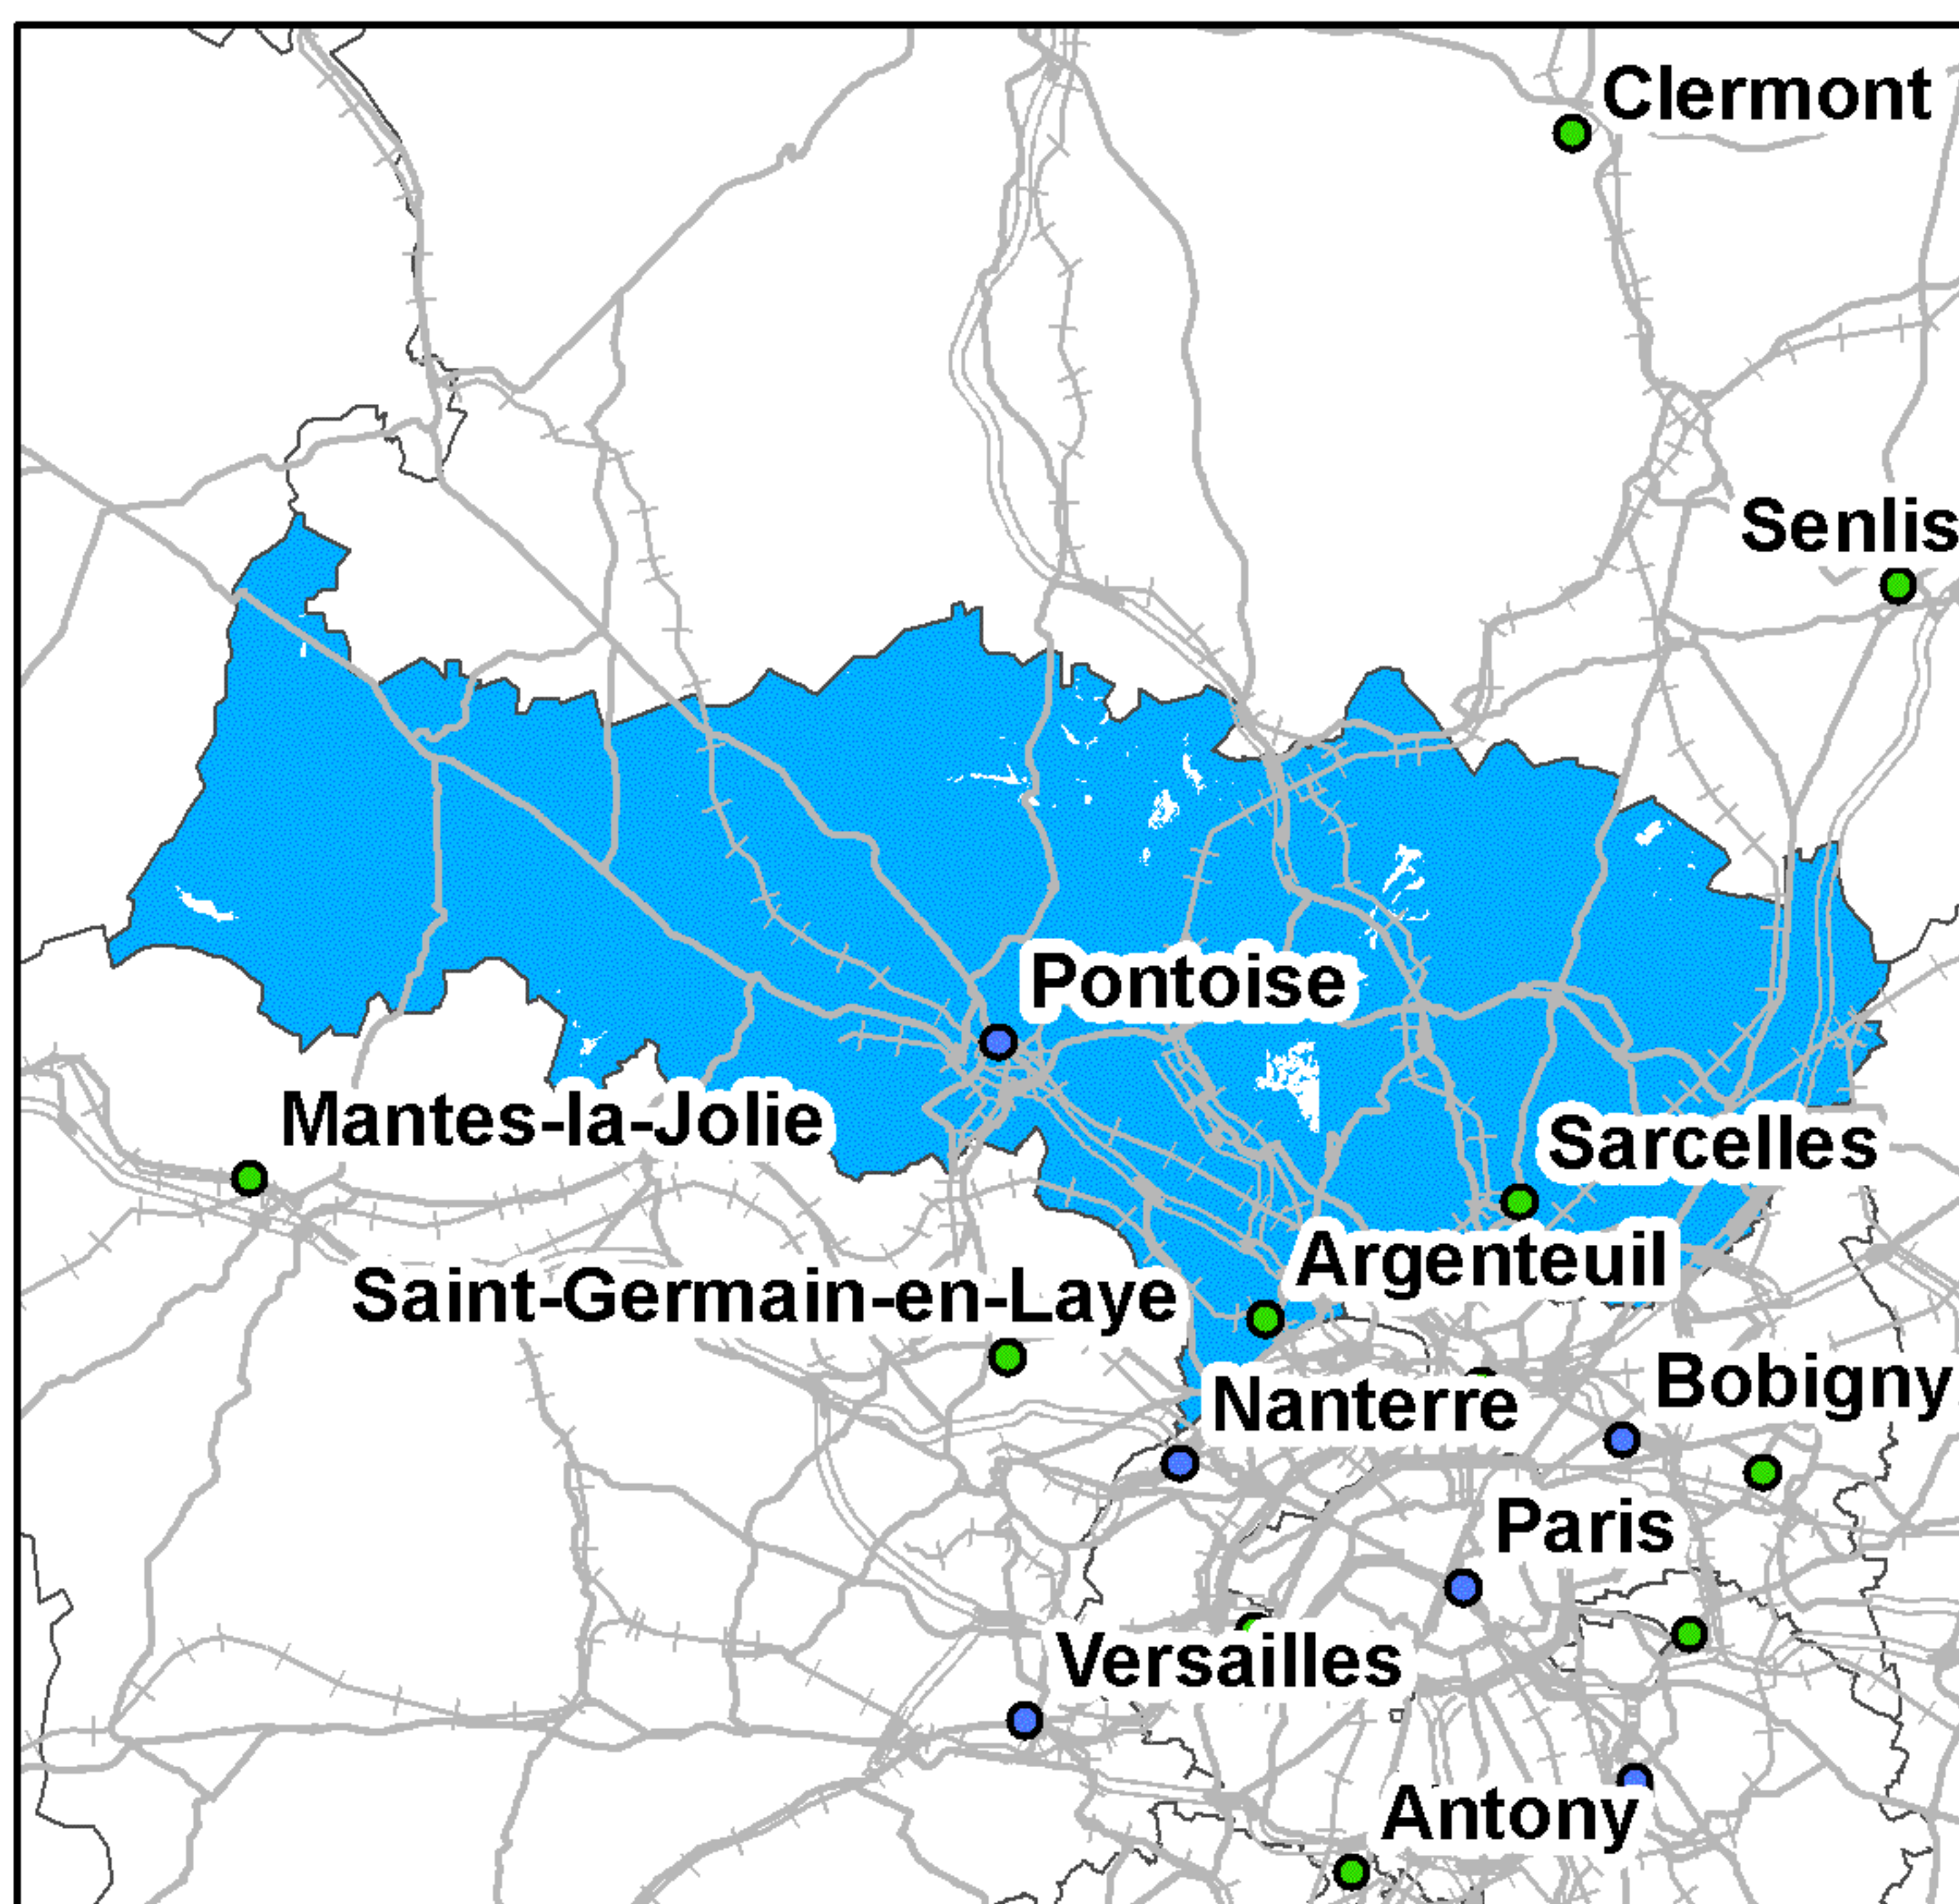 Clermont
Senlis
Pontoise
Mantes-la-Jolie
Sarcelles
Argenteuil
Saint-Germain-en-Laye
Bobigny
Nanterre
Paris
Versailles
Antony